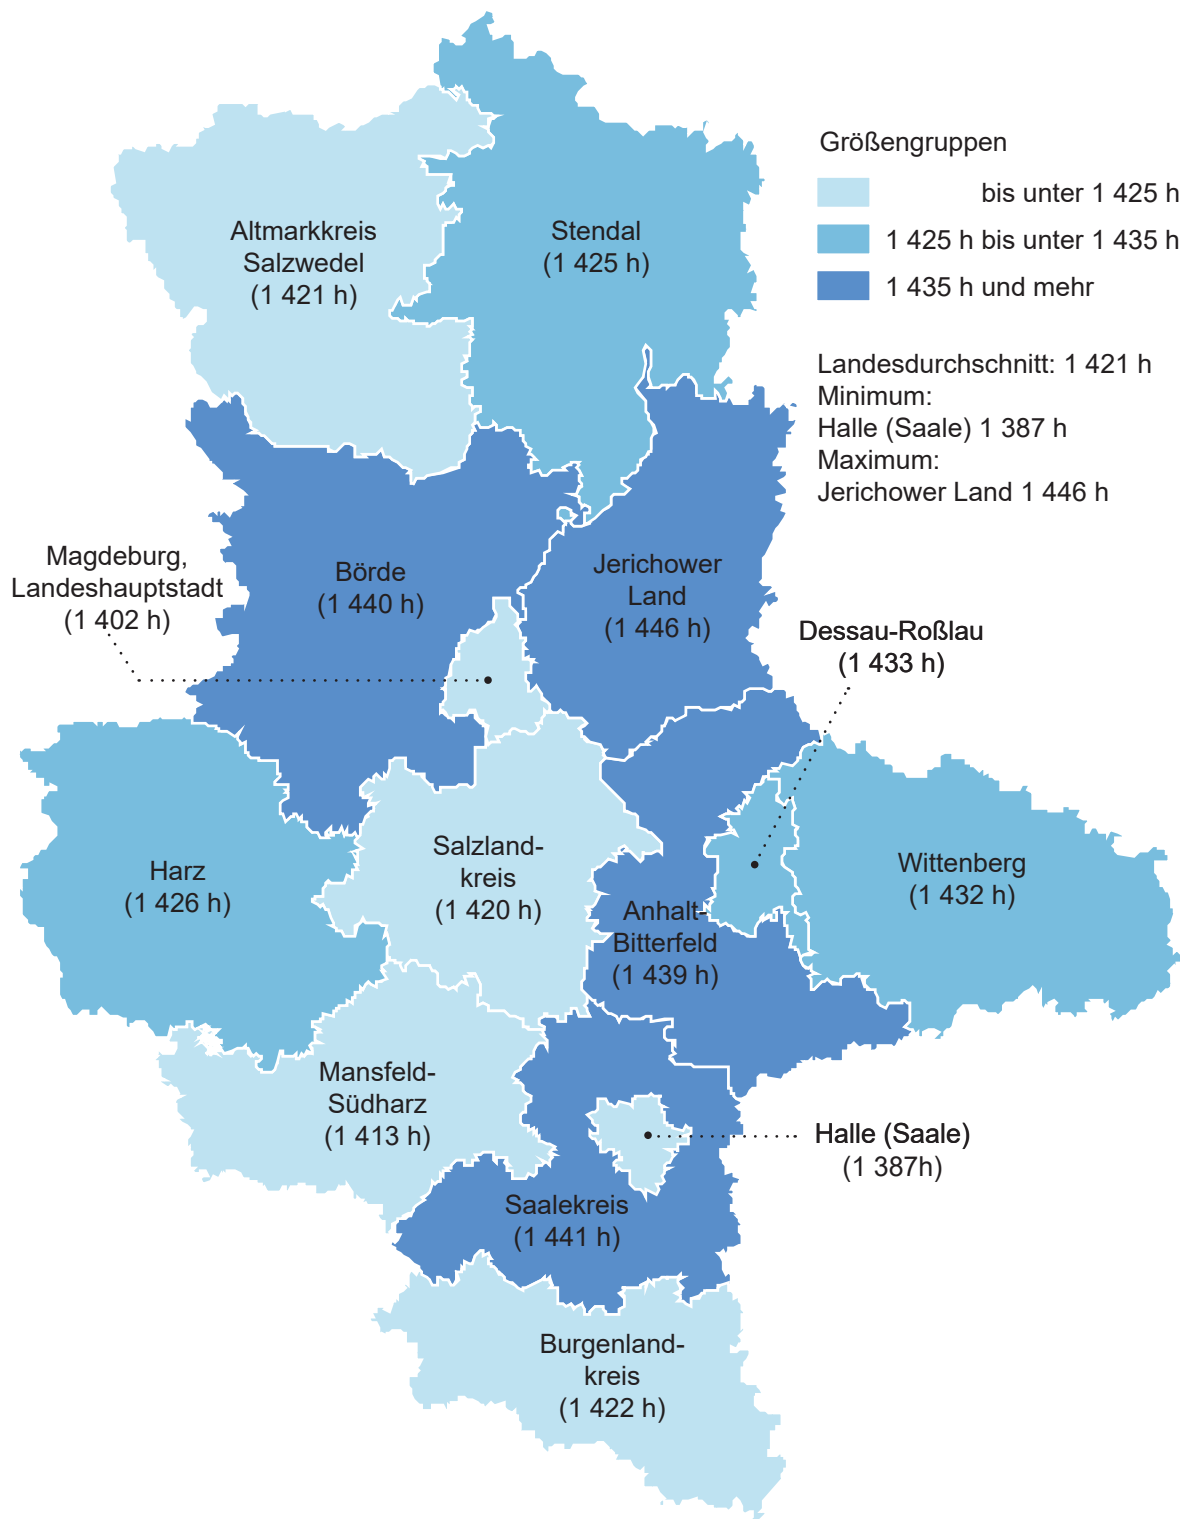 Größengruppen
bis unter 1 425 h
1 425 h bis unter 1 435 h
1 435 h und mehr
Landesdurchschnitt: 1 421 h
Minimum:
Halle (Saale) 1 387 h
Maximum:
Jerichower Land 1 446 h
Altmarkkreis
Salzwedel
(1 421 h)
Stendal
(1 425 h)
Magdeburg,
Landeshauptstadt
(1 402 h)
Börde
(1 440 h)
Jerichower
Land
(1 446 h)
Dessau-Roßlau
(1 433 h)
Harz
(1 426 h)
Salzland-
kreis
(1 420 h)
Anhalt-
Bitterfeld
(1 439 h)
Wittenberg
(1 432 h)
Mansfeld-
Südharz
(1 413 h)
Halle (Saale)
(1 387h)
Saalekreis
(1 441 h)
Burgenland-
kreis
(1 422 h)